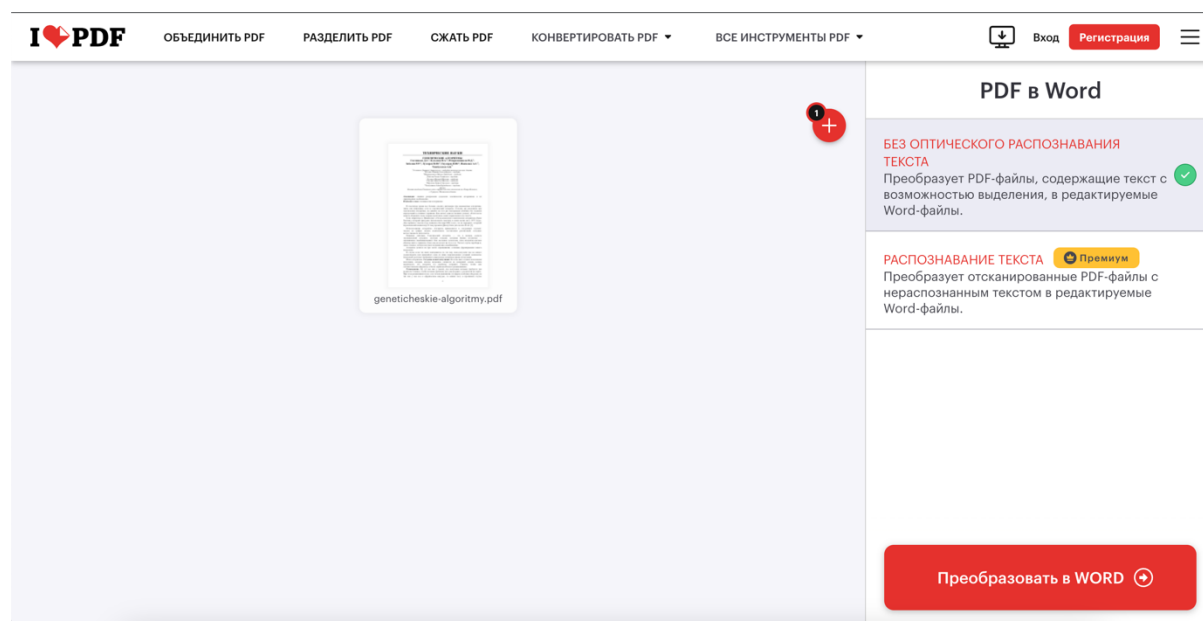 I PDF
ОБЪЕДИНИТЬ PDF
РАЗДЕЛИТЬ PDF
СЖАТЬ PDF
КОНВЕРТИРОВАТЬ PDF
ВСЕ ИНСТРУМЕНТЫ PDF
Вход
Регистрация
1
geneticheskie-algoritmy.pdf
PDF в Word
БЕЗ ОПТИЧЕСКОГО РАСПОЗНАВАНИЯ
ТЕКСТА
Преобразует PDF-файлы, содержащие текст с
возможностью выделения, в редактируемые
Word-файлы.
РАСПОЗНАВАНИЕ ТЕКСТА Премиум
Преобразует отсканированные PDF-файлы с
нераспознанным текстом в редактируемые
Word-файлы.
Преобразовать в WORD